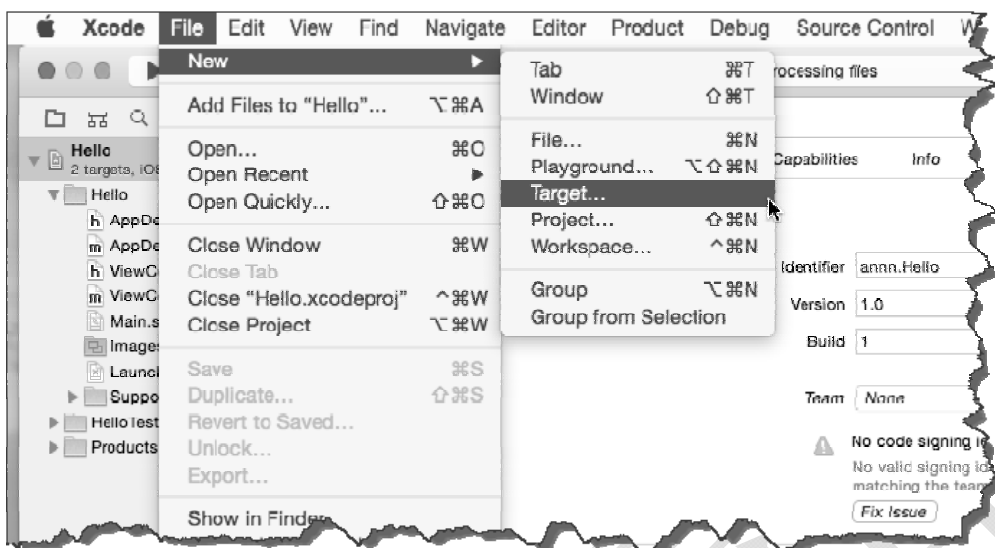 Xcode File Edit View Find Navigate Editor Product Debug Source Control
rocessing files
New
Add Files to “Hello”... ⌥⌘A
Open... ⌘O
Open Recent
Open Quickly... ⇧⌘O
Close Window ⌘W
Close Tab
Close “Hello.xcodeproj” ^⌘W
Close Project ⌥⌘W
Save ⌘S
Duplicate... ⇧⌘S
Revert to Saved...
Unlock...
Export...
Show in Finder
Tab ⌘T
Window ⇧⌘T
File... ⌘N
Playground... ⌥⇧⌘N
Target...
Project... ⇧⌘N
Workspace... ^⌘N
Group ⌥⌘N
Group from Selection
Hello
2 targets, iOS
Hello
h AppDe
m AppDe
h ViewC
m ViewC
Main.s
Images
Launch
Suppo
HelloTest
Products
Capabilities Info
Identifier annn.Hello
Version 1.0
Build 1
Team None
No code signing i
No valid signing id
matching the team
Fix Issue